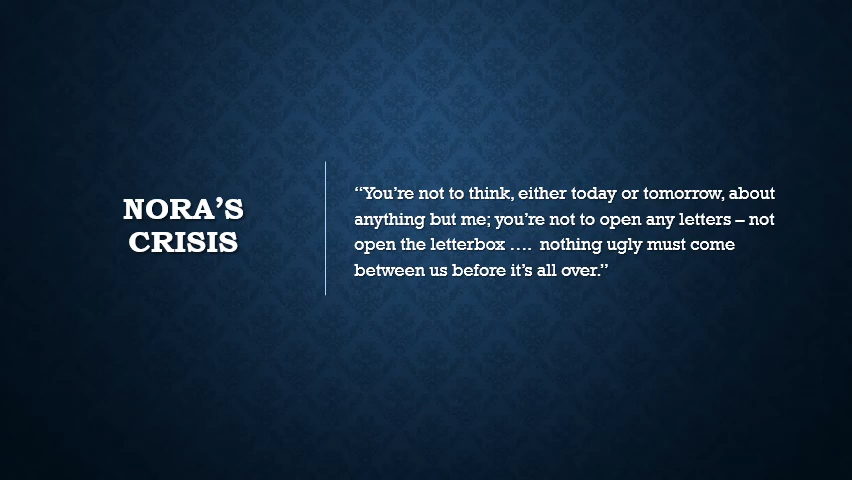 NORA’S
CRISIS
“You’re not to think, either today or tomorrow, about
anything but me; you’re not to open any letters – not
open the letterbox …. nothing ugly must come
between us before it’s all over.”